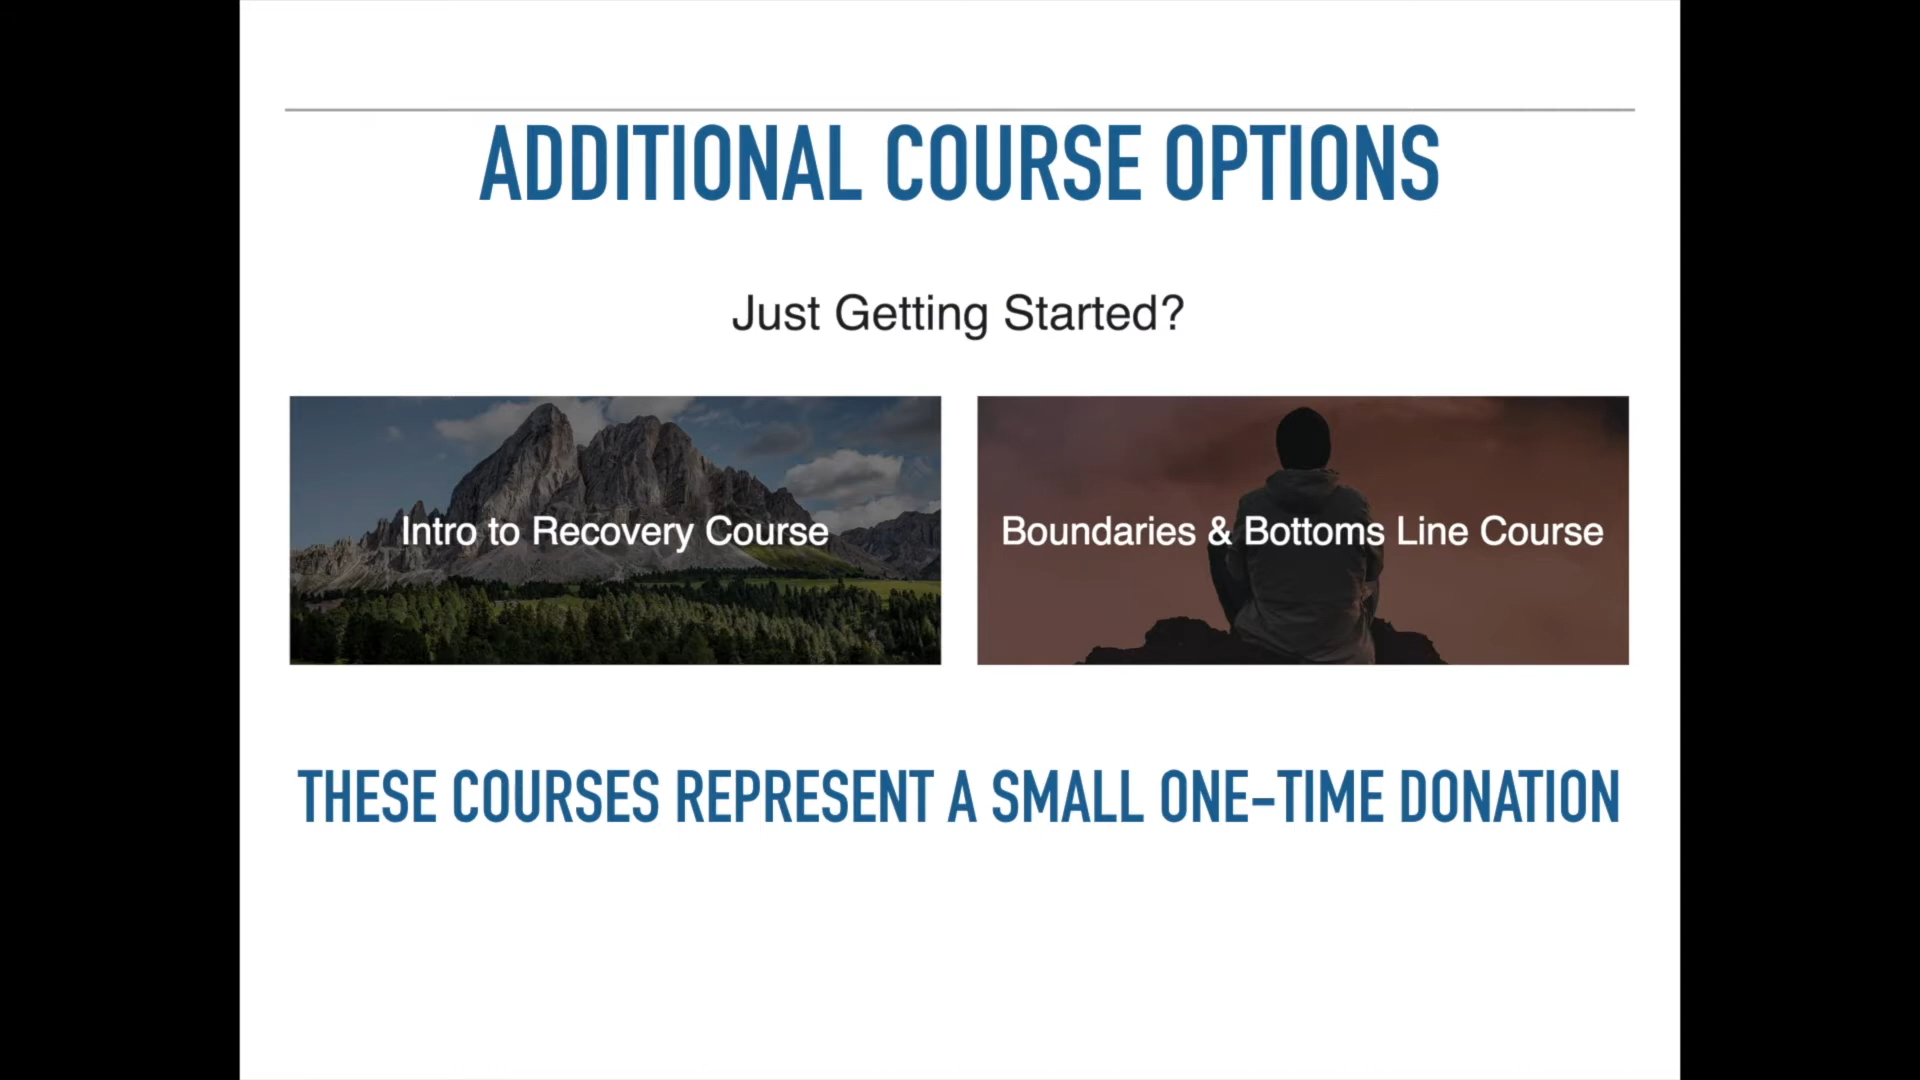 ADDITIONAL COURSE OPTIONS
Just Getting Started?
Intro to Recovery Course
Boundaries & Bottoms Line Course
THESE COURSES REPRESENT A SMALL ONE-TIME DONATION